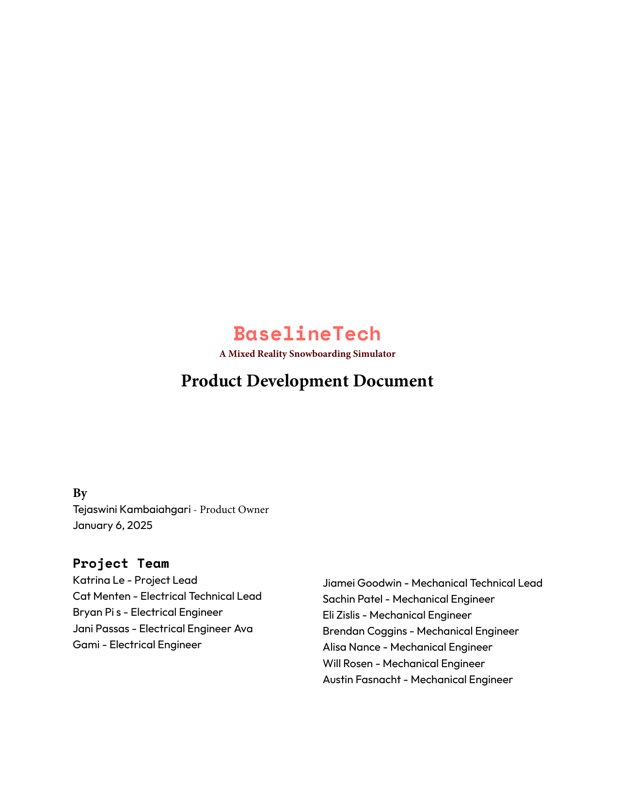 BaselineTech
A Mixed Reality Snowboarding Simulator
Product Development Document
By
Tejaswini Kambaiahgari - Product Owner
January 6, 2025
Project Team
Katrina Le - Project Lead
Cat Menten - Electrical Technical Lead
Bryan Pi s - Electrical Engineer
Jani Passas - Electrical Engineer Ava
Gami - Electrical Engineer
Jiamei Goodwin - Mechanical Technical Lead
Sachin Patel - Mechanical Engineer
Eli Zislis - Mechanical Engineer
Brendan Coggins - Mechanical Engineer
Alisa Nance - Mechanical Engineer
Will Rosen - Mechanical Engineer
Austin Fasnacht - Mechanical Engineer